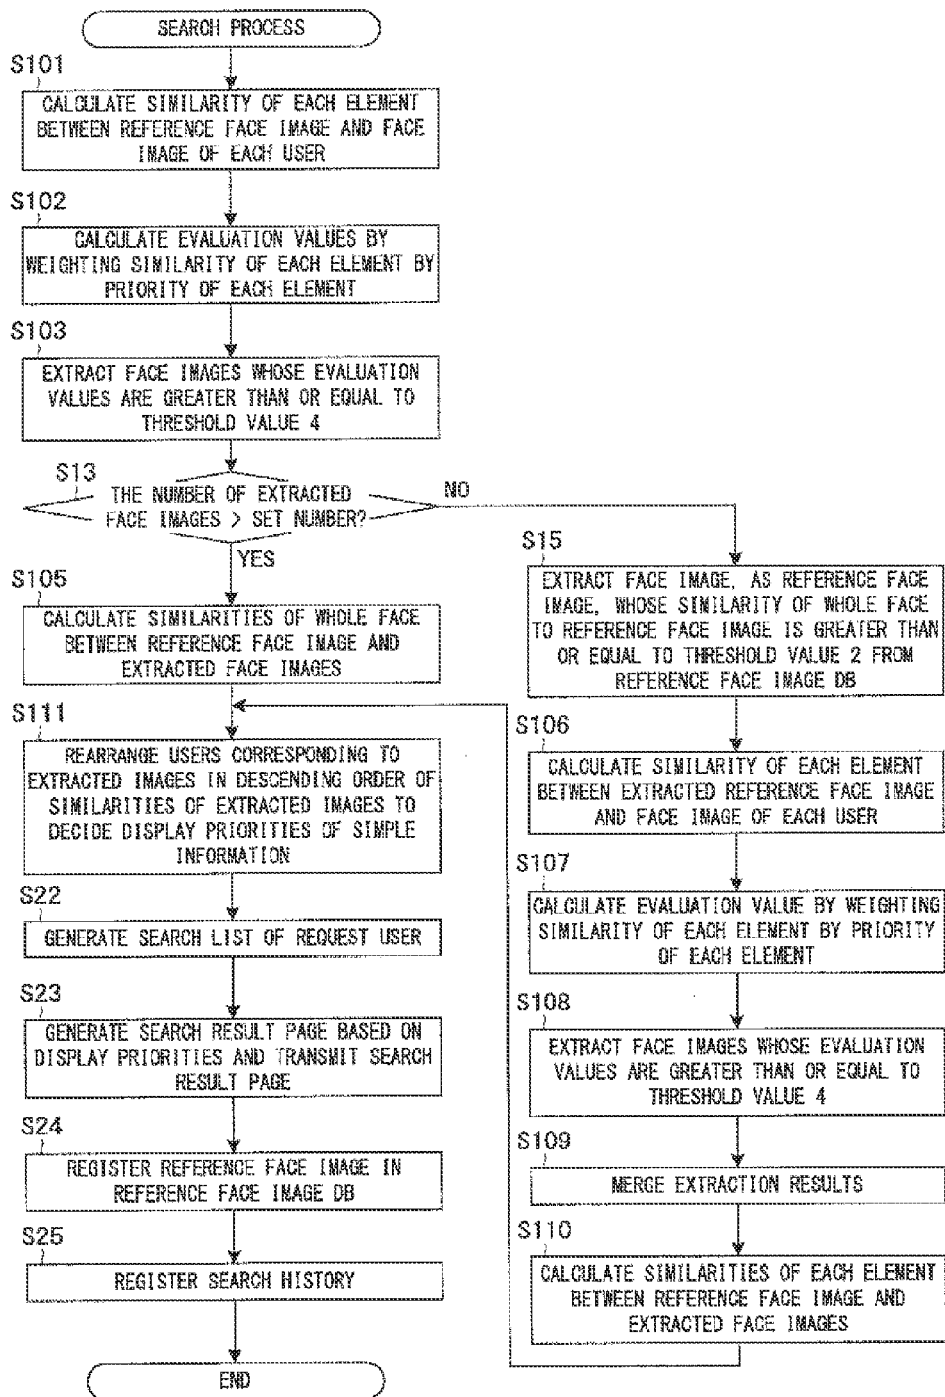 SEARCH PROCESS
S101
CALCULATE SIMILARITY OF EACH ELEMENT
BETWEEN REFERENCE FACE IMAGE AND FACE
IMAGE OF EACH USER
S102
CALCULATE EVALUATION VALUES BY
WEIGHTING SIMILARITY OF EACH ELEMENT BY
PRIORITY OF EACH ELEMENT
S103
EXTRACT FACE IMAGES WHOSE EVALUATION
VALUES ARE GREATER THAN OR EQUAL TO
THRESHOLD VALUE 4
S13
THE NUMBER OF EXTRACTED
FACE IMAGES > SET NUMBER?
NO
YES
S105
CALCULATE SIMILARITIES OF WHOLE FACE
BETWEEN REFERENCE FACE IMAGE AND
EXTRACTED FACE IMAGES
S111
REARRANGE USERS CORRESPONDING TO
EXTRACTED IMAGES IN DESCENDING ORDER OF
SIMILARITIES OF EXTRACTED IMAGES TO
DECIDE DISPLAY PRIORITIES OF SIMPLE
INFORMATION
S22
GENERATE SEARCH LIST OF REQUEST USER
S23
GENERATE SEARCH RESULT PAGE BASED ON
DISPLAY PRIORITIES AND TRANSMIT SEARCH
RESULT PAGE
S24
REGISTER REFERENCE FACE IMAGE IN
REFERENCE FACE IMAGE DB
S25
REGISTER SEARCH HISTORY
END
S15
EXTRACT FACE IMAGE, AS REFERENCE FACE
IMAGE, WHOSE SIMILARITY OF WHOLE FACE
TO REFERENCE FACE IMAGE IS GREATER THAN
OR EQUAL TO THRESHOLD VALUE 2 FROM
REFERENCE FACE IMAGE DB
S106
CALCULATE SIMILARITY OF EACH ELEMENT
BETWEEN EXTRACTED REFERENCE FACE IMAGE
AND FACE IMAGE OF EACH USER
S107
CALCULATE EVALUATION VALUE BY WEIGHTING
SIMILARITY OF EACH ELEMENT BY PRIORITY
OF EACH ELEMENT
S108
EXTRACT FACE IMAGES WHOSE EVALUATION
VALUES ARE GREATER THAN OR EQUAL TO
THRESHOLD VALUE 4
S109
MERGE EXTRACTION RESULTS
S110
CALCULATE SIMILARITIES OF EACH ELEMENT
BETWEEN REFERENCE FACE IMAGE AND
EXTRACTED FACE IMAGES